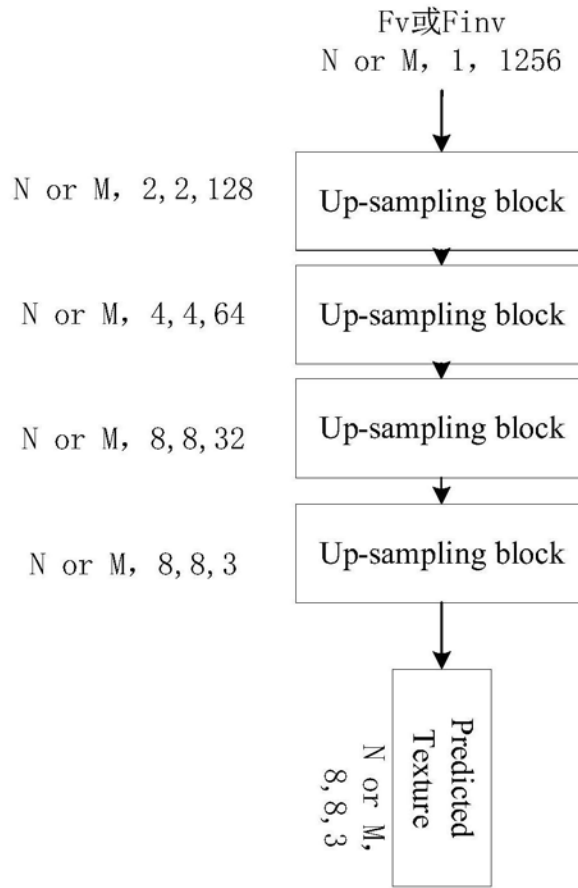 Fv或Finv
N or M, 1, 1256
N or M, 2,2,128
Up-sampling block
N or M, 4,4,64
Up-sampling block
N or M, 8,8,32
Up-sampling block
N or M, 8,8,3
Up-sampling block
Predicted
Texture
N or M,
8,8,3